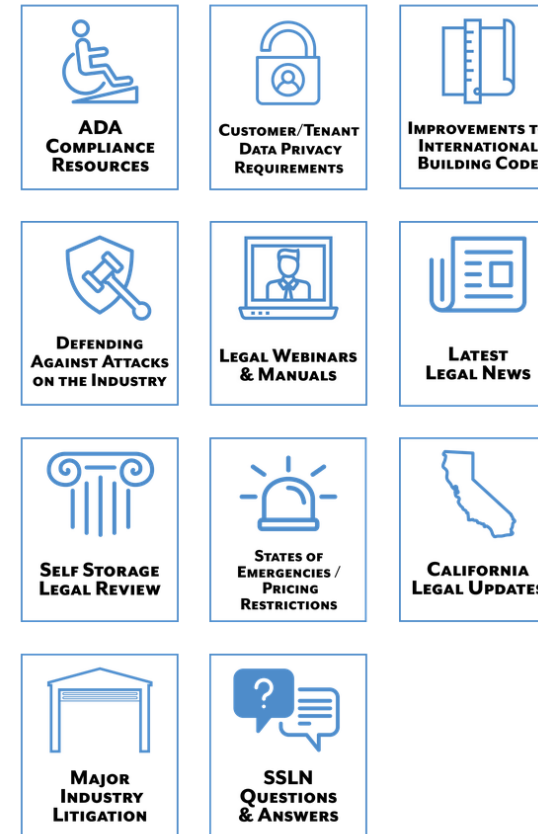 ADA
COMPLIANCE
RESOURCES
CUSTOMER/TENANT
DATA PRIVACY
REQUIREMENTS
IMPROVEMENTS T
INTERNATIONAL
BUILDING CODE
DEFENDING
AGAINST ATTACKS
ON THE INDUSTRY
LEGAL WEBINARS
& MANUALS
LATEST
LEGAL NEWS
SELF STORAGE
LEGAL REVIEW
STATES OF
EMERGENCIES /
PRICING
RESTRICTIONS
CALIFORNIA
LEGAL UPDATES
MAJOR
INDUSTRY
LITIGATION
?
SSLN
QUESTIONS
& ANSWERS